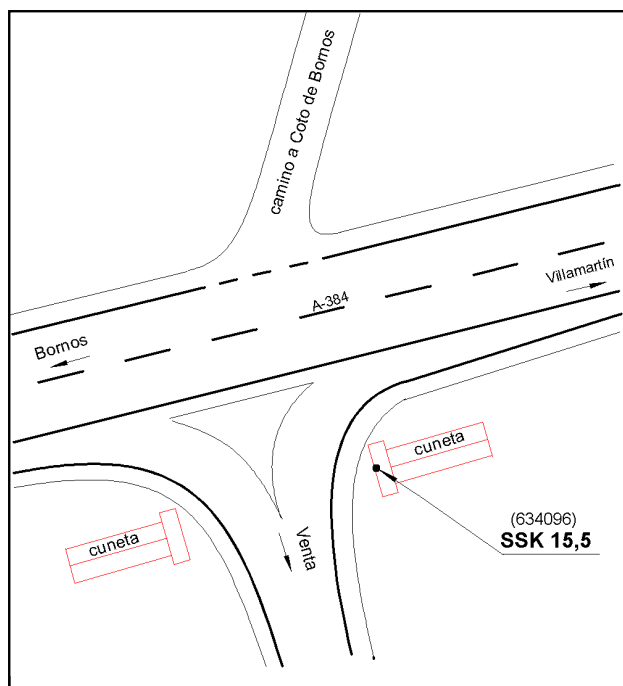 camino a Coto de Bornos
Villamartín
A-384
Bornos
cuneta
(634096)
SSK 15,5
Venta
cuneta